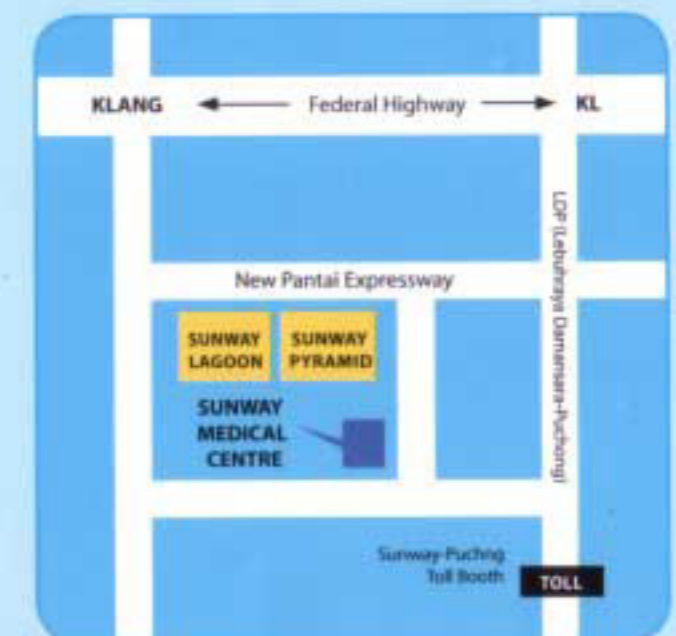 KLANG Federal Highway KL
LDP (Lebuhraya Damansara-Puchong)
New Pantai Expressway
SUNWAY
LAGOON
SUNWAY
PYRAMID
SUNWAY
MEDICAL
CENTRE
Sunway-Puchng
Toll Booth
TOLL